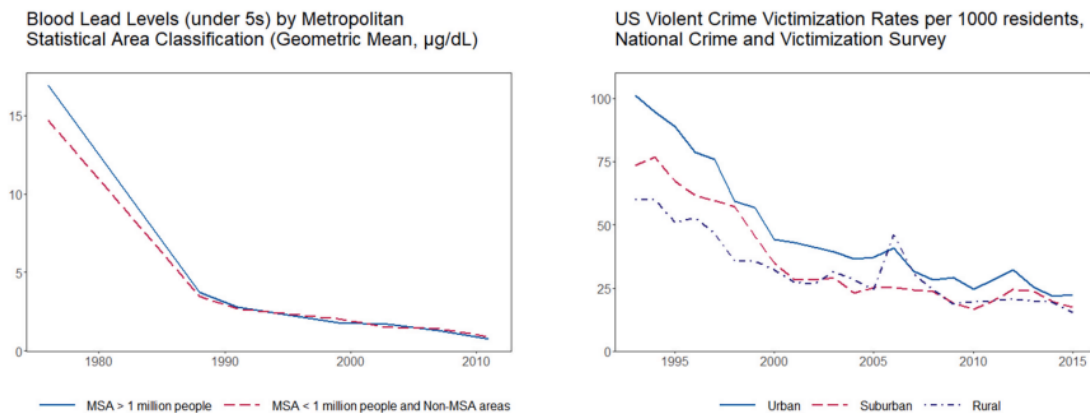 Blood Lead Levels (under 5s) by Metropolitan
Statistical Area Classification (Geometric Mean, µg/dL)
15
10
5
0
1980 1990 2000 2010
MSA > 1 million people MSA < 1 million people and Non-MSA areas
US Violent Crime Victimization Rates per 1000 residents,
National Crime and Victimization Survey
100
75
50
25
0
1995 2000 2005 2010 2015
Urban Suburban Rural